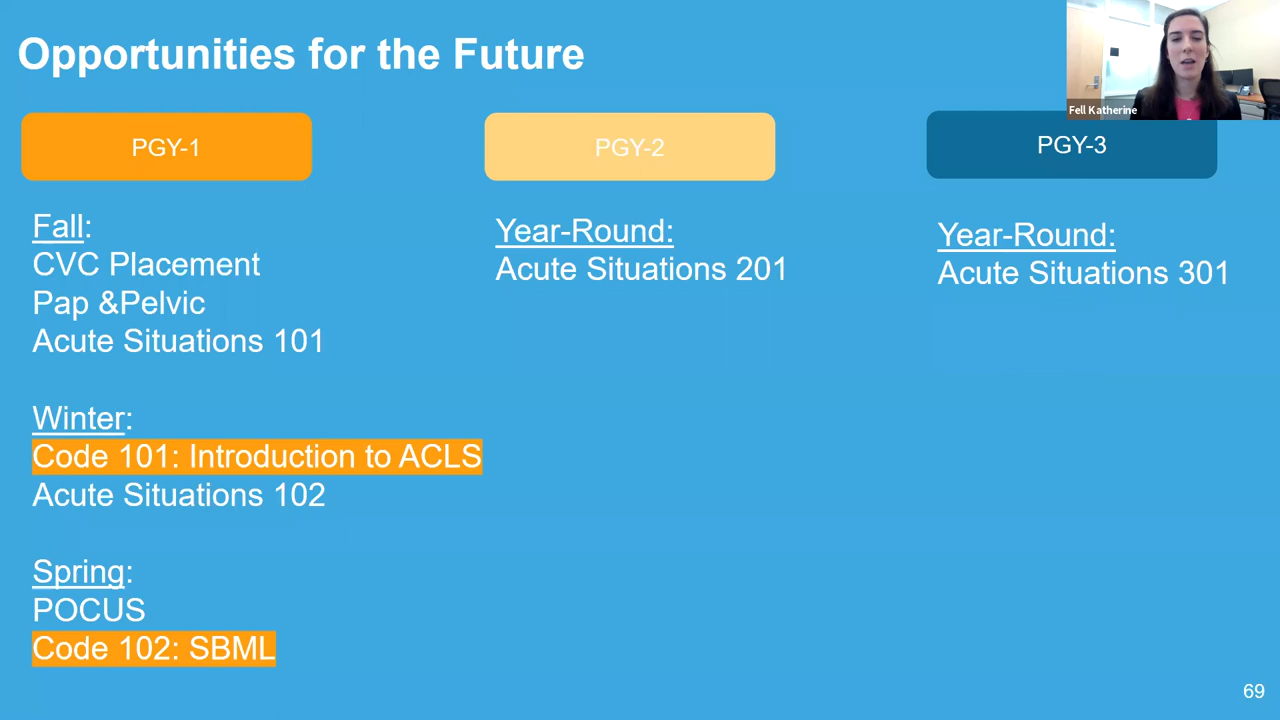 Opportunities for the Future
Fell Katherine
PGY-1
PGY-2
PGY-3
Fall:
CVC Placement
Pap &Pelvic
Acute Situations 101
Winter:
Code 101: Introduction to ACLS
Acute Situations 102
Spring:
POCUS
Code 102: SBML
Year-Round:
Acute Situations 201
Year-Round:
Acute Situations 301
69